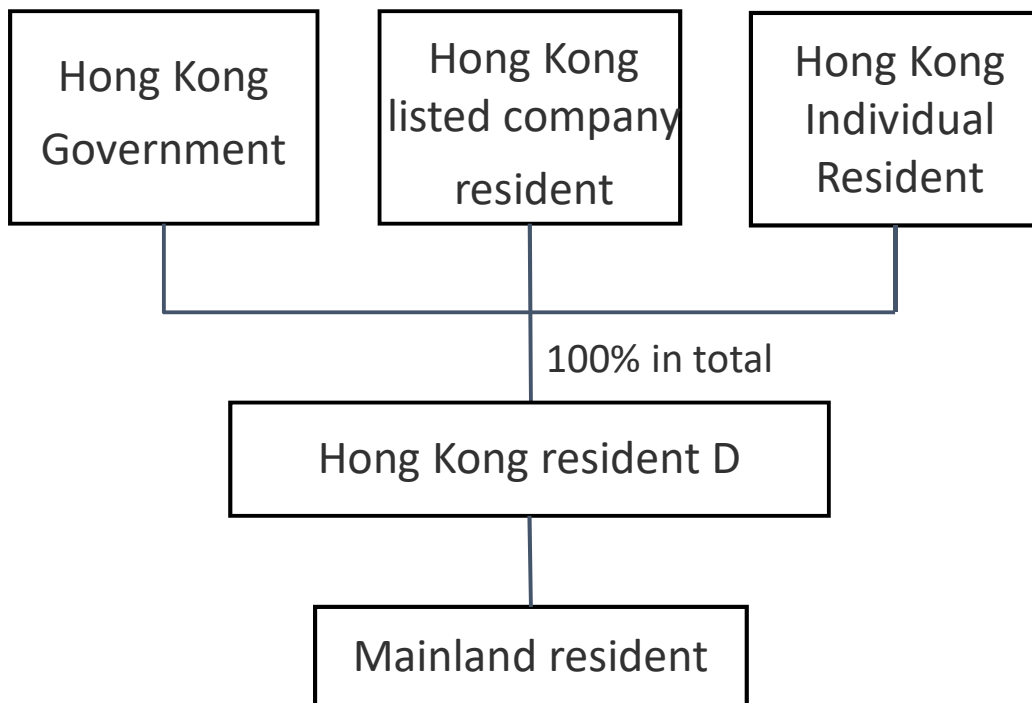 Hong Kong
Government
Hong Kong
listed company
resident
Hong Kong
Individual
Resident
100% in total
Hong Kong resident D
Mainland resident